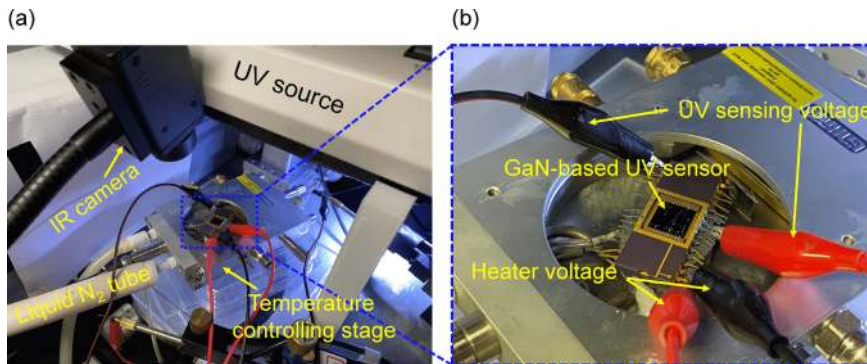 (a)
(b)
UV source
IR camera
Liquid N2 tube
Temperature
controlling stage
UV sensing voltage
GaN-based UV sensor
Heater voltage